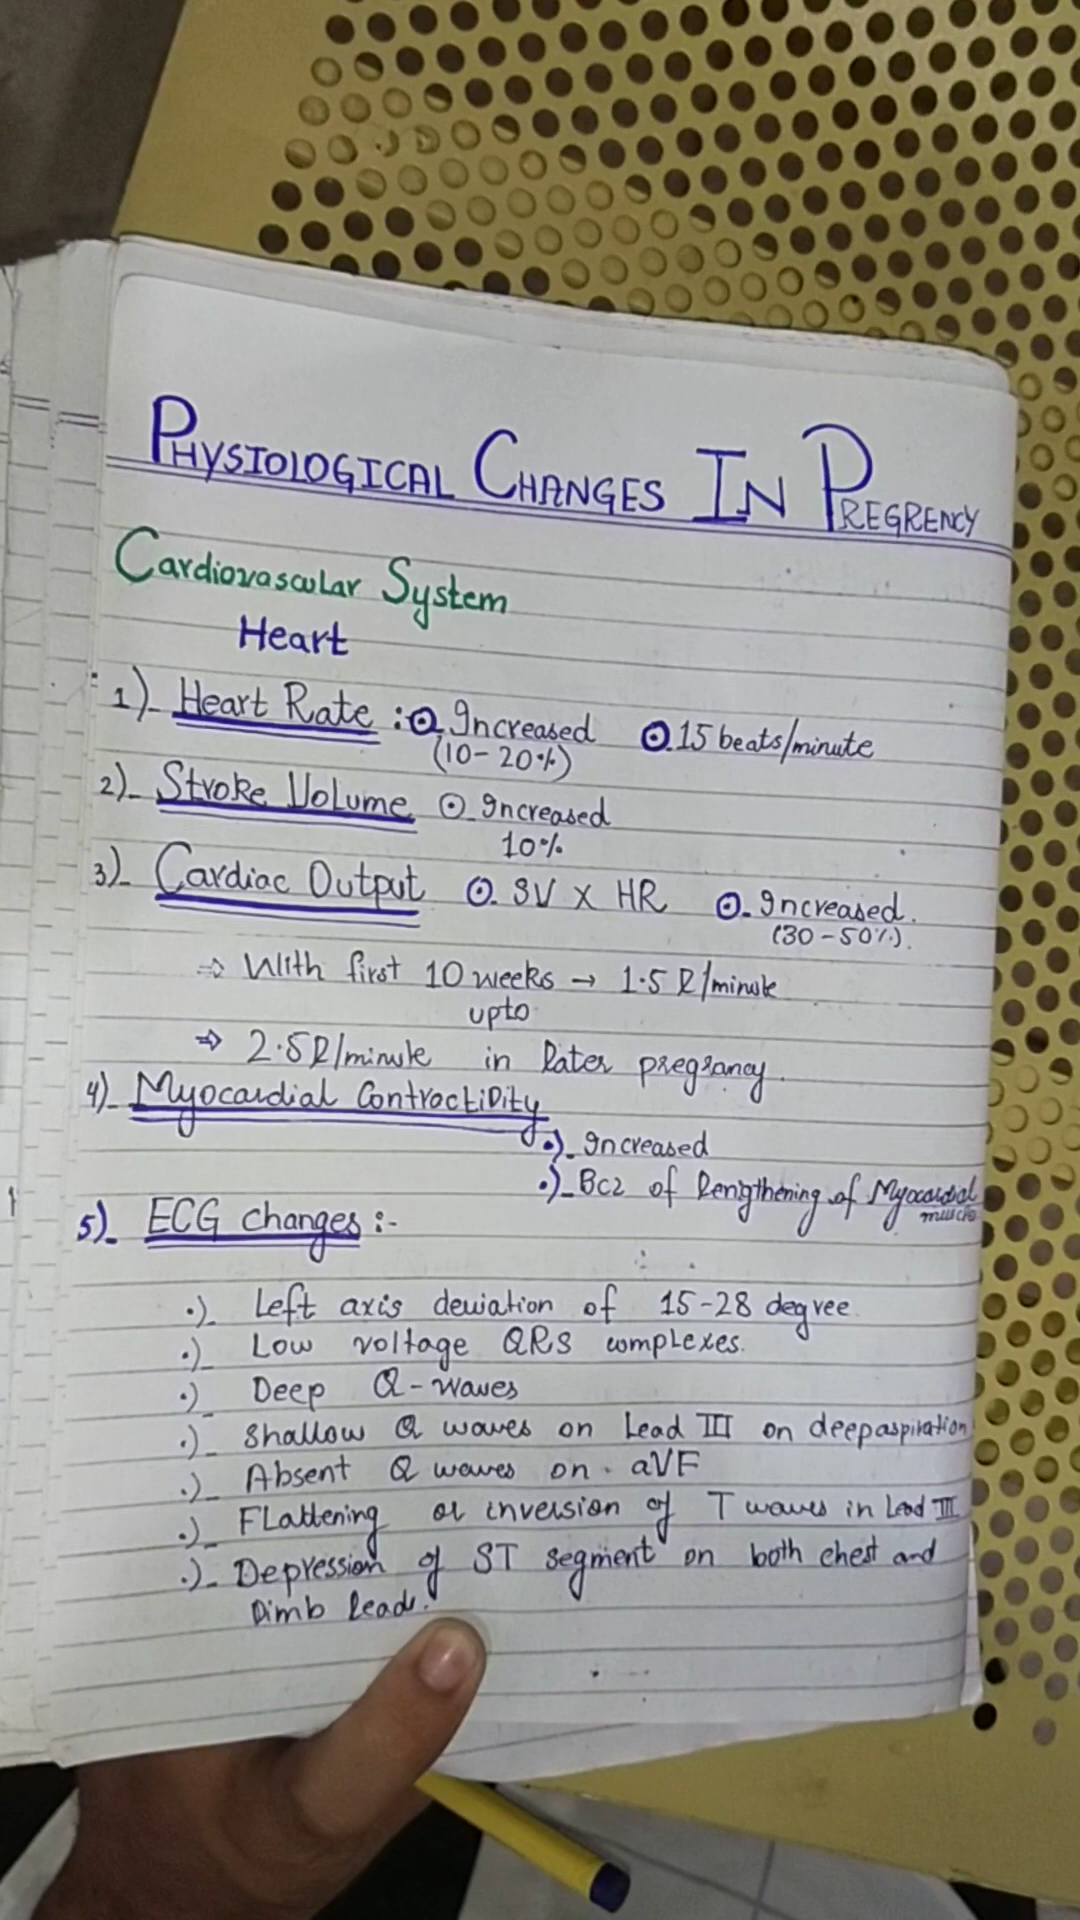 PHYSIOLOGICAL CHANGES IN PREGRENCY
Cardiovascular System
Heart
1)_ Heart Rate : ⊙ Increased ⊙ 15 beats/minute
(10-20%)
2)_ Stroke Volume ⊙ Increased
10%
3)_ Cardiac Output ⊙. SV X HR ⊙. Increased.
(30-50%).
⇒ With first 10 weeks → 1.5 l/minute
upto
⇒ 2.5l/minute in later pregnancy.
4)_ Myocardial Contractility
•)_ Increased
•)_ Bcz of lengthening of Myocardial
muscle
5)_ ECG changes :-
•)_ Left axis deviation of 15-28 degree.
•)_ Low voltage QRS complexes.
•)_ Deep Q-waves
•)_ Shallow Q waves on Lead III on deepaspiration
•)_ Absent Q waves on. aVF
•)_ Flattening or inversion of T waves in Lead III
•)_ Depression of ST segment on both chest and
limb leads.